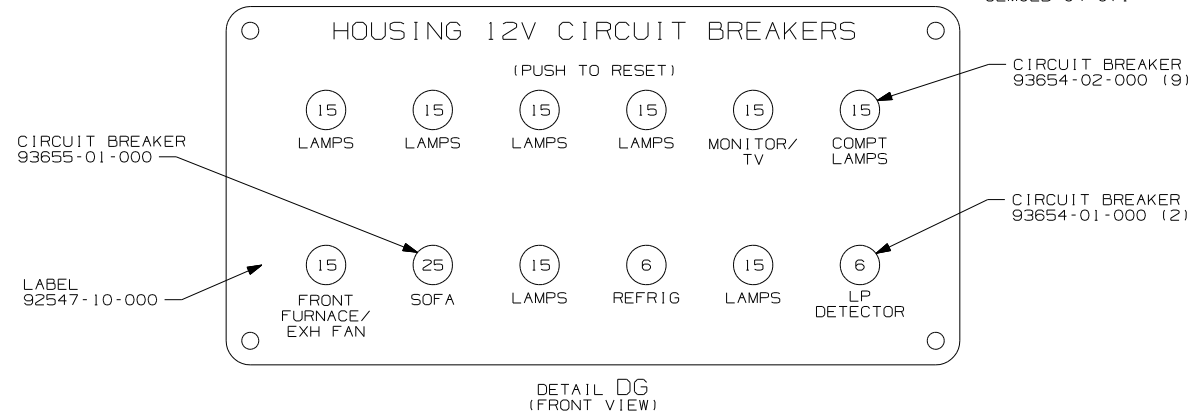 HOUSING 12V CIRCUIT BREAKERS
(PUSH TO RESET)
CIRCUIT BREAKER
93654-02-000 (9)
15 15 15 15 15 15
LAMPS LAMPS LAMPS LAMPS MONITOR/ COMPT
TV LAMPS
CIRCUIT BREAKER
93655-01-000
CIRCUIT BREAKER
93654-01-000 (2)
15 25 15 6 15 6
FRONT SOFA LAMPS REFRIG LAMPS LP
FURNACE/ DETECTOR
EXH FAN
LABEL
92547-10-000
DETAIL DG
(FRONT VIEW)